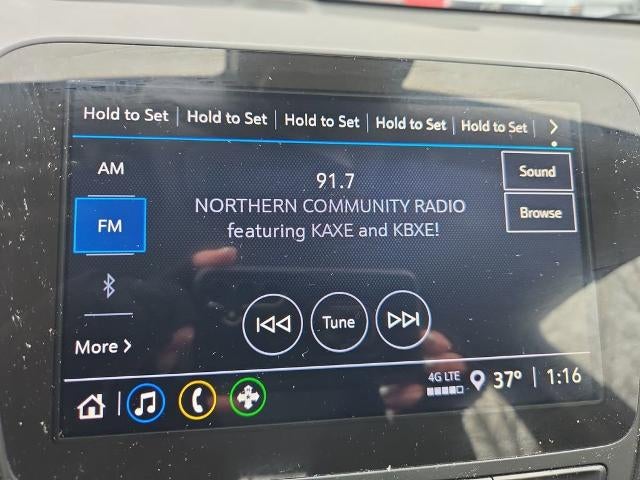 Hold to Set | Hold to Set | Hold to Set | Hold to Set | Hold to Set
AM
Sound
91.7
NORTHERN COMMUNITY RADIO
featuring KAXE and KBXE!
Browse
FM
Tune
More
4G LTE
37° | 1:16